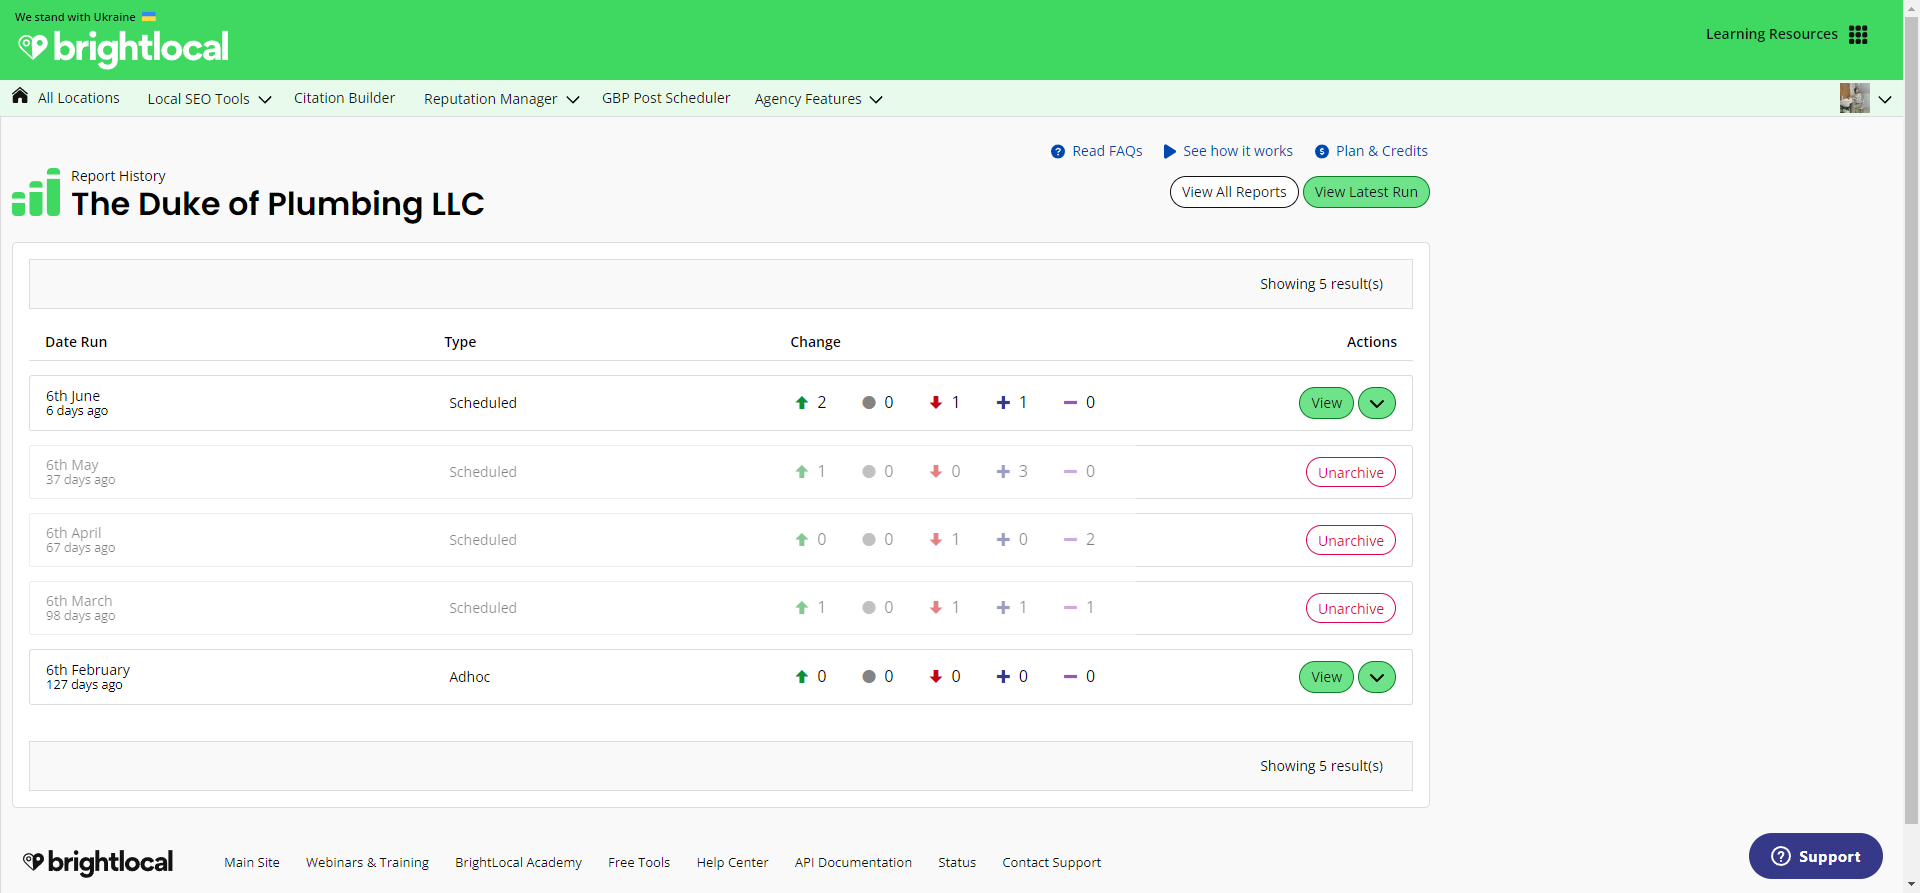 We stand with Ukraine
brightlocal
Learning Resources
All Locations
Local SEO Tools
Citation Builder
Reputation Manager
GBP Post Scheduler
Agency Features
Read FAQs
See how it works
Plan & Credits
Report History
The Duke of Plumbing LLC
View All Reports
View Latest Run
Showing 5 result(s)
Date Run Type Change Actions
6th June
6 days ago
Scheduled 2 0 1 1 0 View
6th May
37 days ago
Scheduled 1 0 0 3 0 Unarchive
6th April
67 days ago
Scheduled 0 0 1 0 2 Unarchive
6th March
98 days ago
Scheduled 1 0 1 1 1 Unarchive
6th February
127 days ago
Adhoc 0 0 0 0 0 View
Showing 5 result(s)
brightlocal
Main Site
Webinars & Training
BrightLocal Academy
Free Tools
Help Center
API Documentation
Status
Contact Support
Support